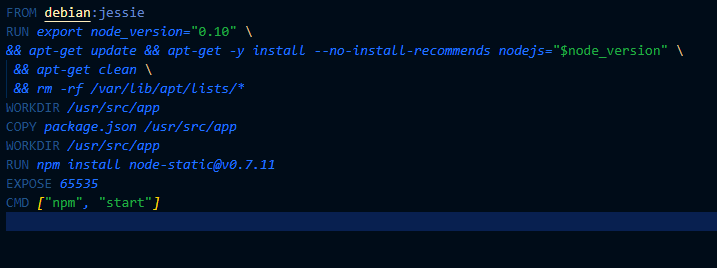 FROM debian:jessie
RUN export node_version="0.10" \
&& apt-get update && apt-get -y install --no-install-recommends nodejs="$node_version" \
&& apt-get clean \
&& rm -rf /var/lib/apt/lists/*
WORKDIR /usr/src/app
COPY package.json /usr/src/app
WORKDIR /usr/src/app
RUN npm install node-static@v0.7.11
EXPOSE 65535
CMD ["npm", "start"]